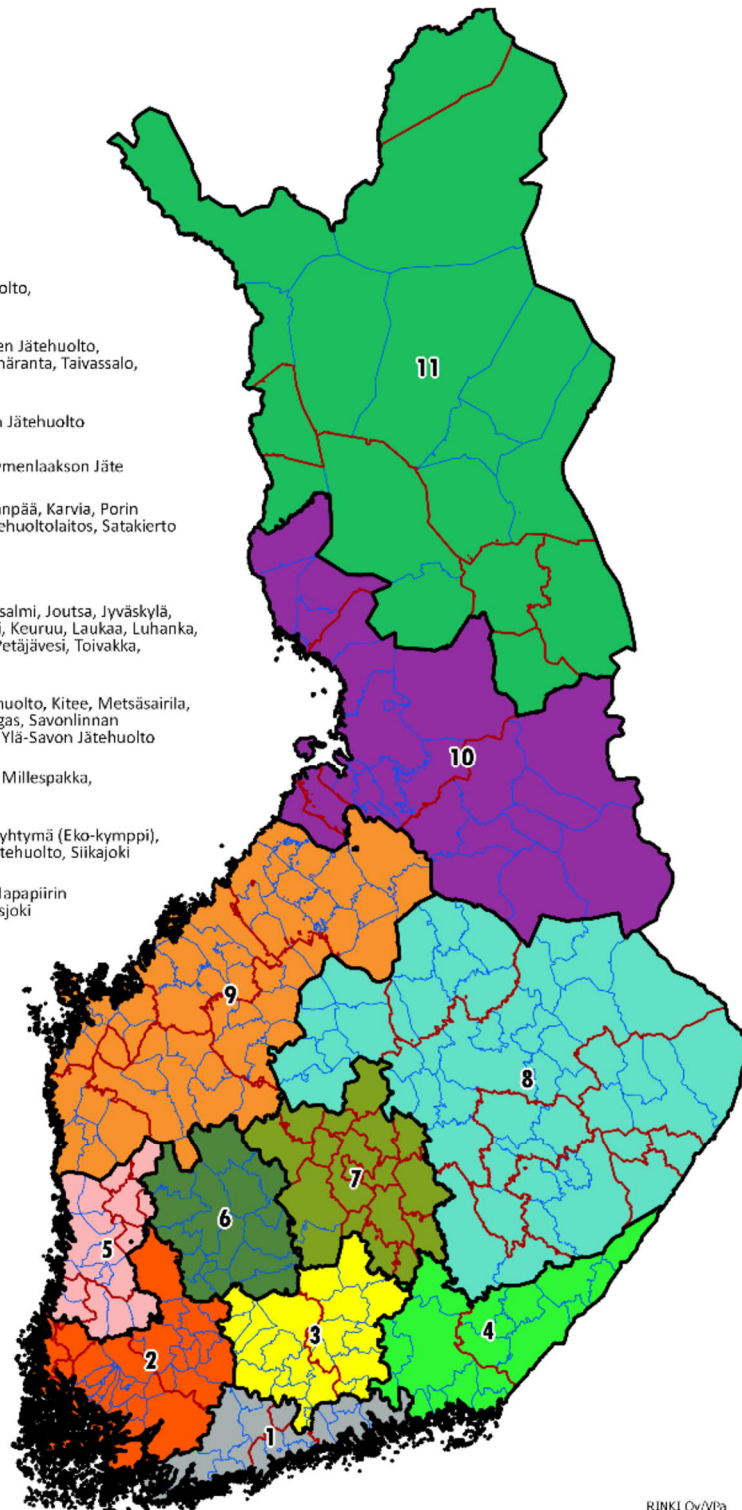 olto,
en Jätehuolto,
näranta, Taivassalo,
n Jätehuolto
ymenlaakson Jäte
npää, Karvia, Porin
ehuoltolaitos, Satakierto
salmi, Joutsa, Jyväskylä,
i, Keuruu, Laukaa, Luhanka,
Petäjävesi, Toivakka,
huolto, Kitee, Metsäsairila,
gas, Savonlinnan
Ylä-Savon Jätehuolto
Millespakka,
yhtymä (Eko-kymppi),
tehuolto, Siikajoki
Napapiirin
sjoki
11
10
9
8
7
6
5
4
3
2
1
RINKI Oy/VPa